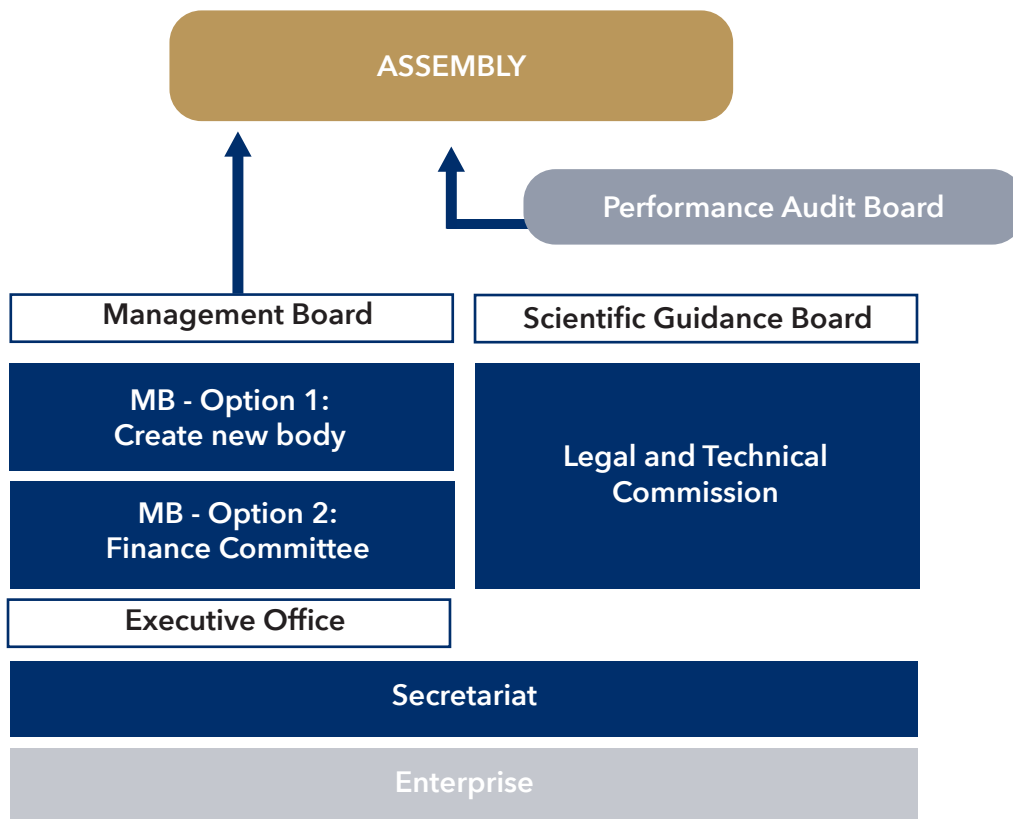 ASSEMBLY
Performance Audit Board
Management Board
Scientific Guidance Board
MB - Option 1:
Create new body
Legal and Technical
Commission
MB - Option 2:
Finance Committee
Executive Office
Secretariat
Enterprise